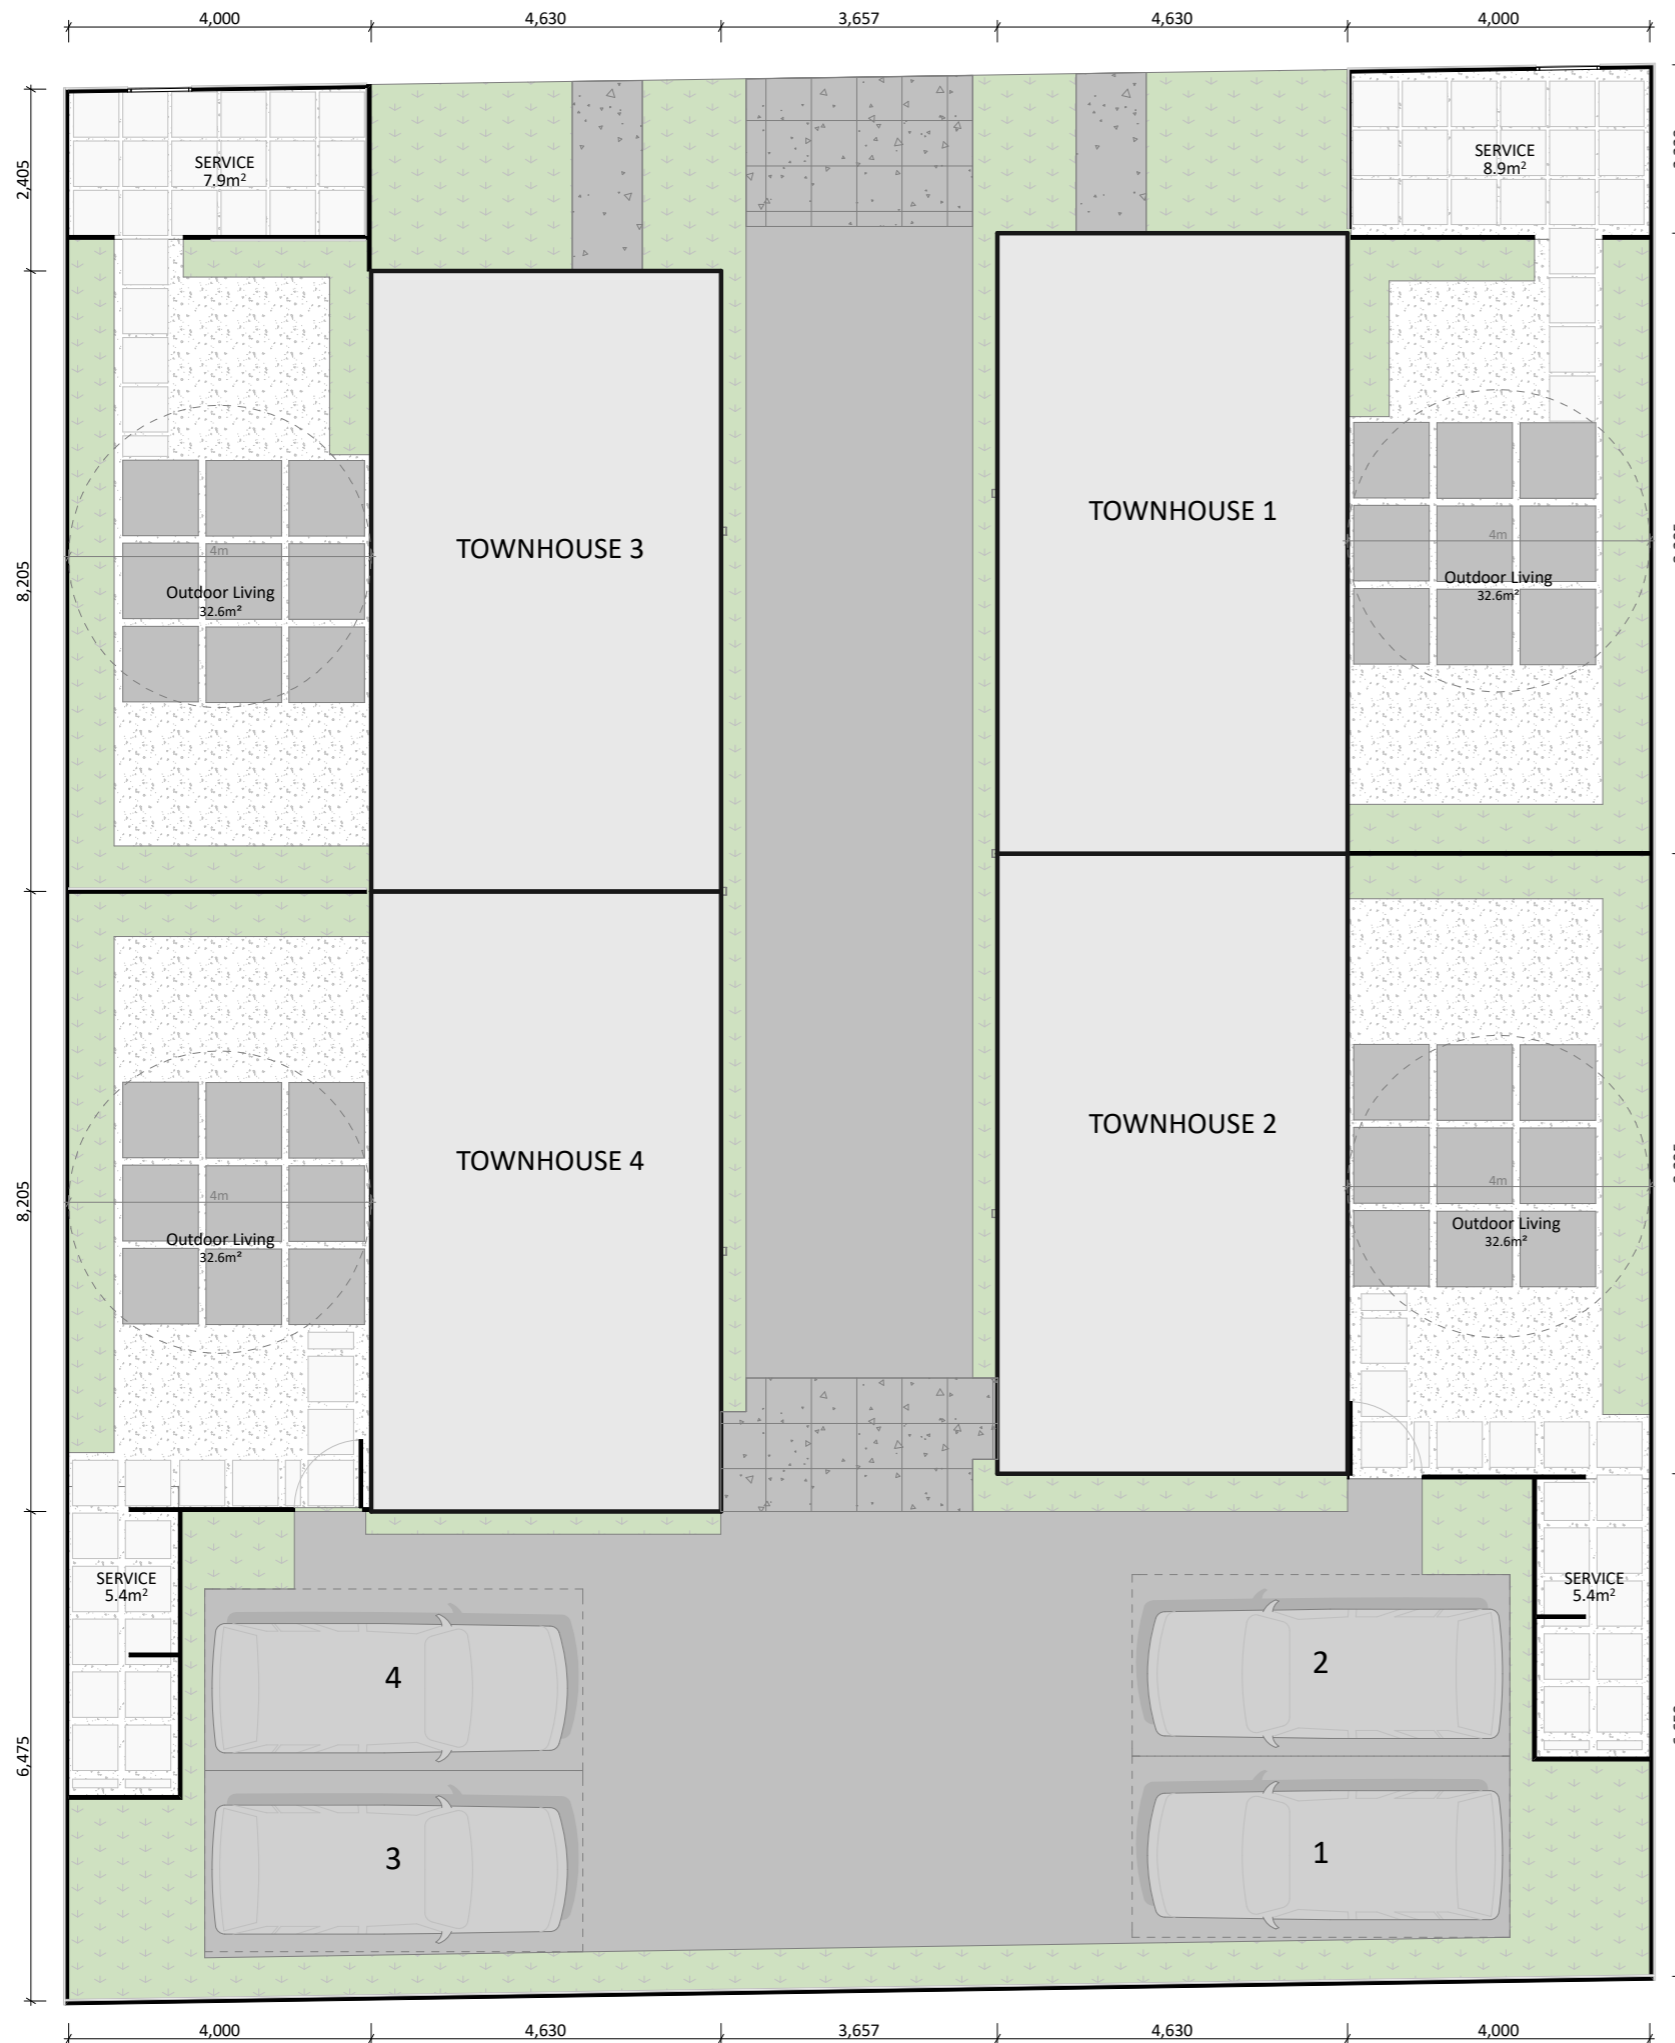 4,000
4,630
3,657
4,630
4,000
2,405
SERVICE
7.9m²
SERVICE
8.9m²
TOWNHOUSE 1
TOWNHOUSE 3
4m
4m
8,205
Outdoor Living
32.6m²
Outdoor Living
32.6m²
TOWNHOUSE 2
TOWNHOUSE 4
4m
4m
8,205
Outdoor Living
32.6m²
Outdoor Living
32.6m²
SERVICE
5.4m²
SERVICE
5.4m²
4
2
6,475
3
1
4,000
4,630
3,657
4,630
4,000